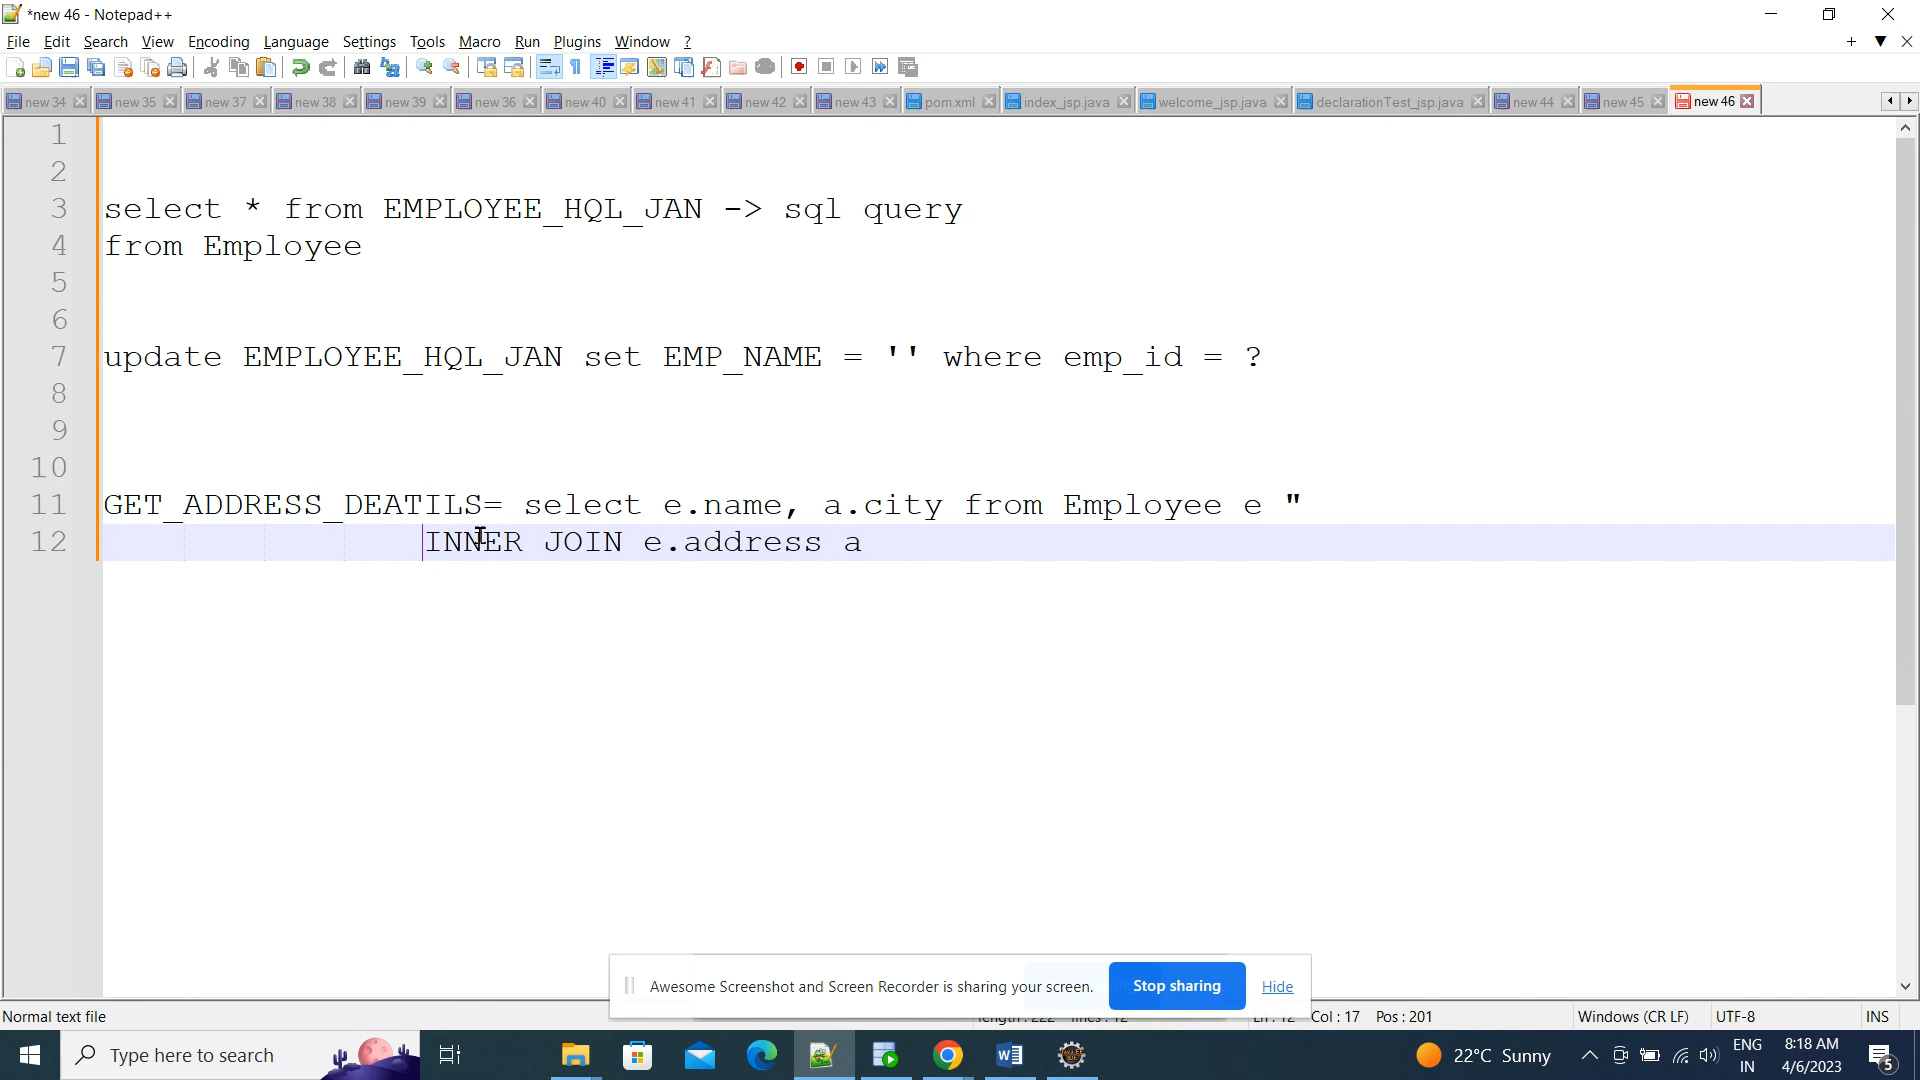 *new 46 - Notepad++
File Edit Search View Encoding Language Settings Tools Macro Run Plugins Window ?
new 34 new 35 new 37 new 38 new 39 new 36 new 40 new 41 new 42 new 43 pom.xml index_jsp.java welcome_jsp.java declarationTest_jsp.java new 44 new 45 new 46
1
2
3 select * from EMPLOYEE_HQL_JAN -> sql query
4 from Employee
5
6
7 update EMPLOYEE_HQL_JAN set EMP_NAME = '' where emp_id = ?
8
9
10
11 GET_ADDRESS_DEATILS= select e.name, a.city from Employee e "
12 INNER JOIN e.address a
Awesome Screenshot and Screen Recorder is sharing your screen. Stop sharing Hide
Normal text file Col : 17 Pos : 201 Windows (CR LF) UTF-8 INS
Type here to search 22°C Sunny ENG IN 8:18 AM 4/6/2023 5